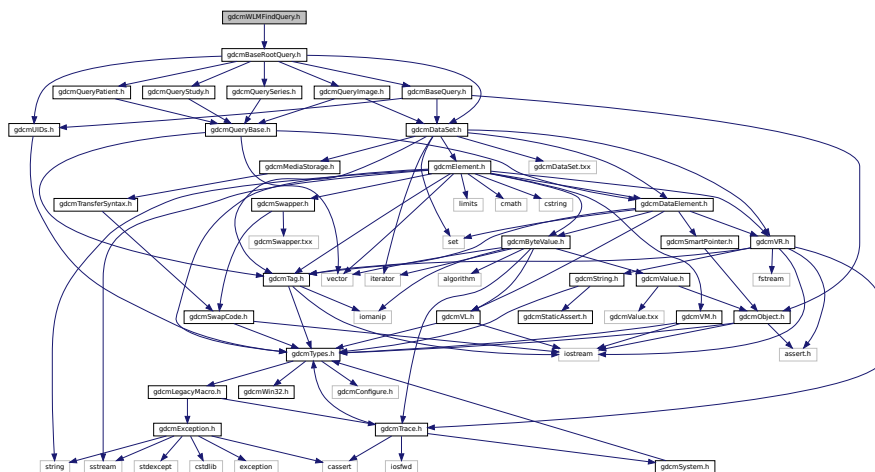 gdcmWLMFindQuery.h
gdcmBaseRootQuery.h
gdcmQueryPatient.h
gdcmQueryStudy.h
gdcmQuerySeries.h
gdcmQueryImage.h
gdcmBaseQuery.h
gdcmUIDs.h
gdcmQueryBase.h
gdcmDataSet.h
gdcmMediaStorage.h
gdcmElement.h
gdcmDataSet.txx
gdcmTransferSyntax.h
gdcmSwapper.h
limits
cmath
cstring
gdcmDataElement.h
gdcmSwapper.txx
set
gdcmByteValue.h
gdcmSmartPointer.h
gdcmVR.h
gdcmTag.h
vector
iterator
algorithm
gdcmString.h
gdcmValue.h
fstream
gdcmSwapCode.h
iomanip
gdcmVL.h
gdcmStaticAssert.h
gdcmValue.txx
gdcmVM.h
gdcmObject.h
gdcmTypes.h
iostream
assert.h
gdcmLegacyMacro.h
gdcmWin32.h
gdcmConfigure.h
gdcmException.h
gdcmTrace.h
string
sstream
stdexcept
cstdlib
exception
cassert
iosfwd
gdcmSystem.h